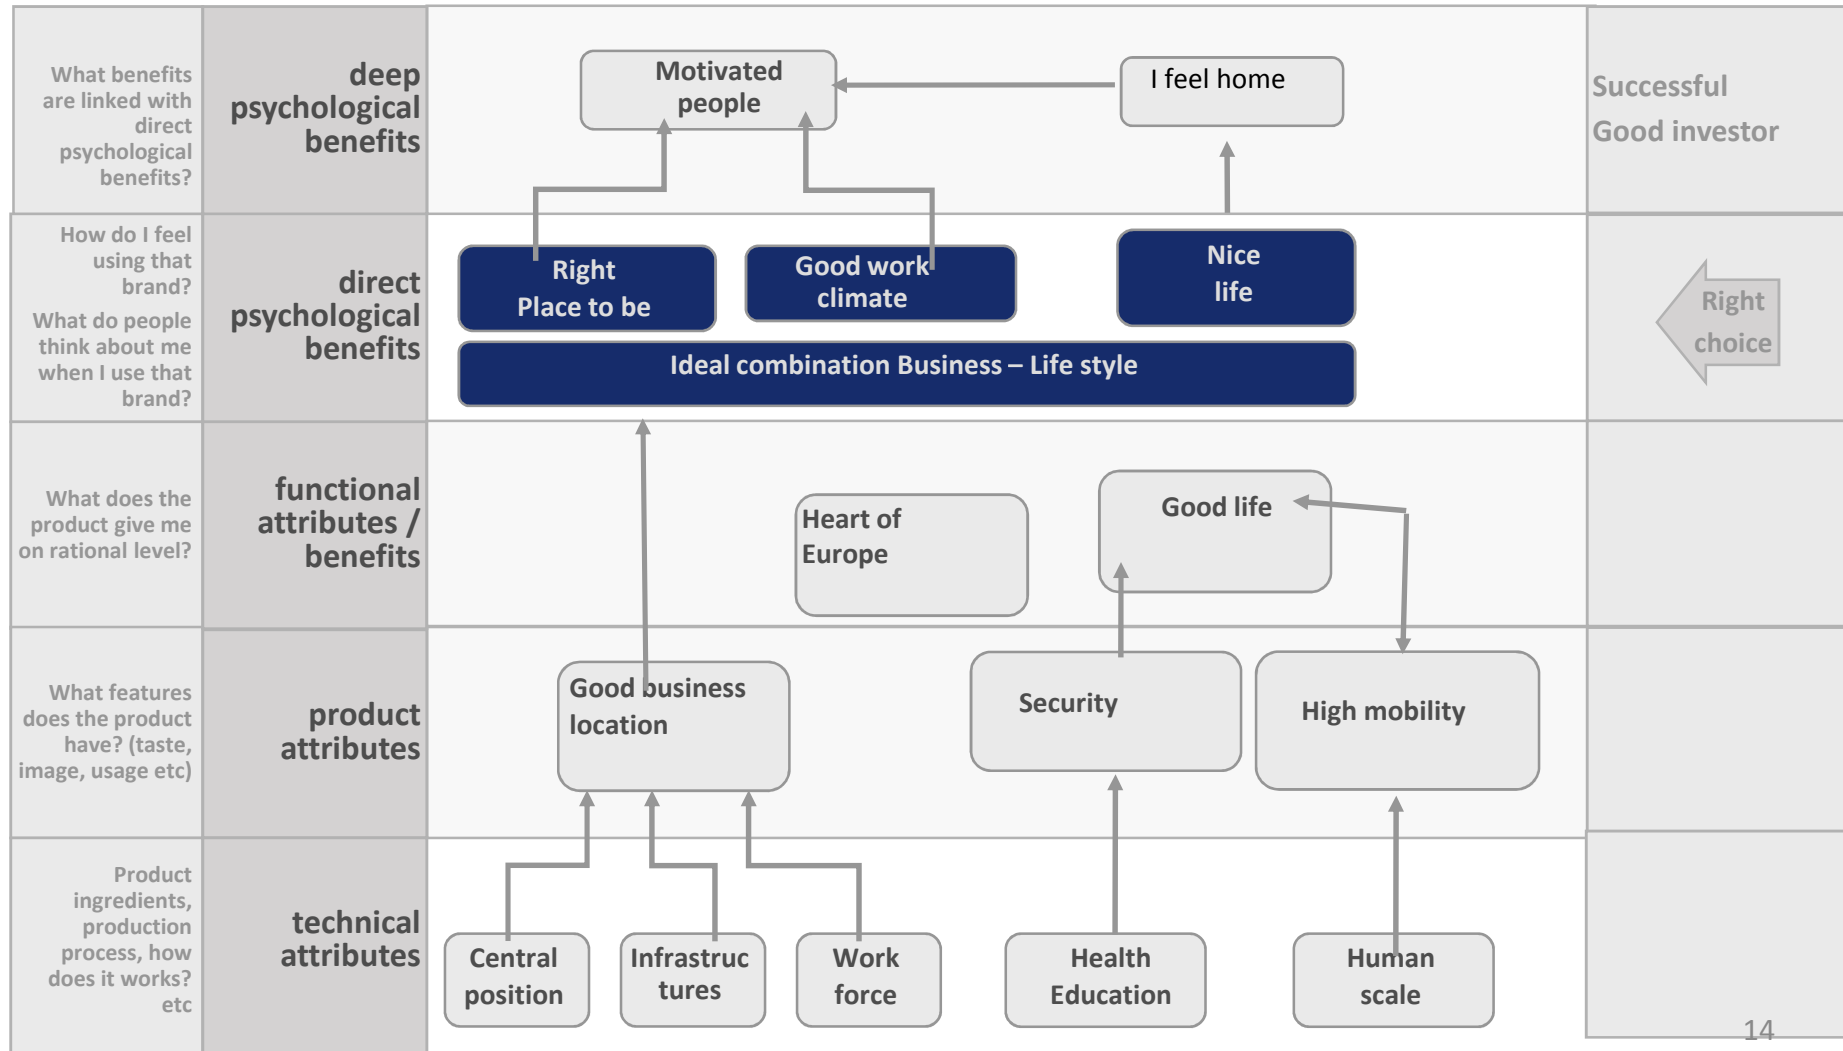 What benefits
are linked with
direct
psychological
benefits?
deep
psychological
benefits
Motivated
people
I feel home
Successful
Good investor
How do I feel
using that
brand?
What do people
think about me
when I use that
brand?
direct
psychological
benefits
Right
Place to be
Good work
climate
Nice
life
Ideal combination Business – Life style
Right
choice
What does the
product give me
on rational level?
functional
attributes /
benefits
Heart of
Europe
Good life
What features
does the product
have? (taste,
image, usage etc)
product
attributes
Good business
location
Security
High mobility
Product
ingredients,
production
process, how
does it works?
etc
technical
attributes
Central
position
Infrastruc
tures
Work
force
Health
Education
Human
scale
14